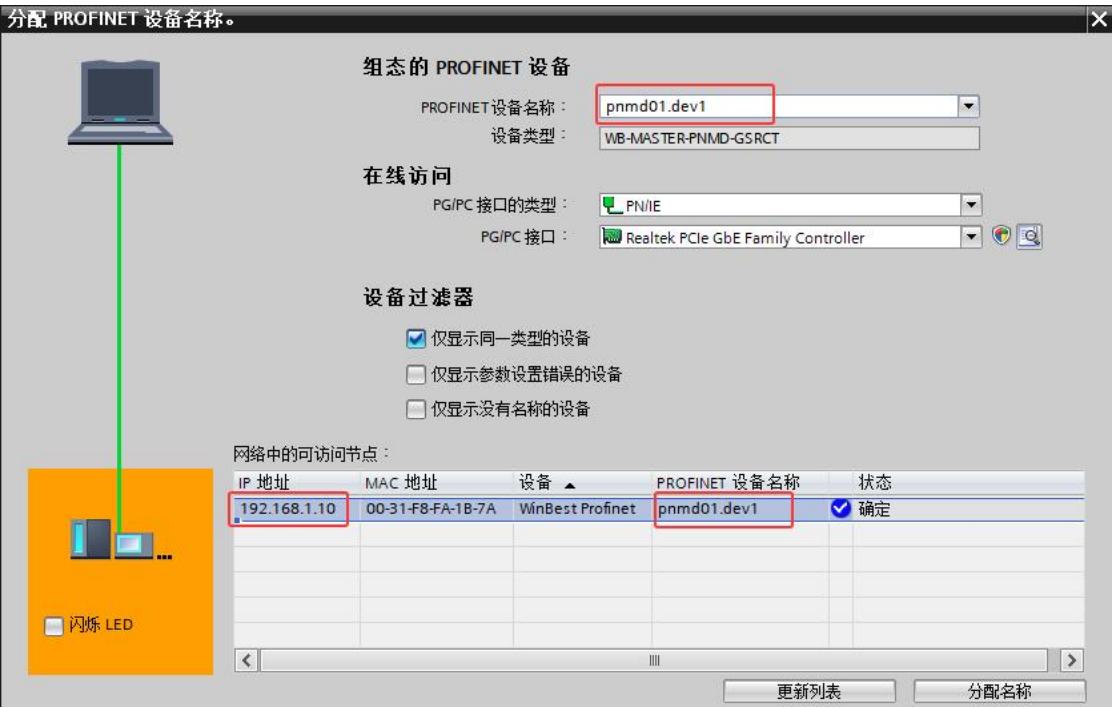 分配 PROFINET 设备名称。
组态的 PROFINET 设备
PROFINET设备名称： pnmd01.dev1
设备类型： WB-MASTER-PNMD-GSRCT
在线访问
PG/PC 接口的类型： PN/IE
PG/PC 接口： Realtek PCIe GbE Family Controller
设备过滤器
仅显示同一类型的设备
仅显示参数设置错误的设备
仅显示没有名称的设备
网络中的可访问节点：
IP 地址 MAC 地址 设备 PROFINET 设备名称 状态
192.168.1.10 00-31-F8-FA-1B-7A WinBest Profinet pnmd01.dev1 确定
闪烁 LED
更新列表 分配名称